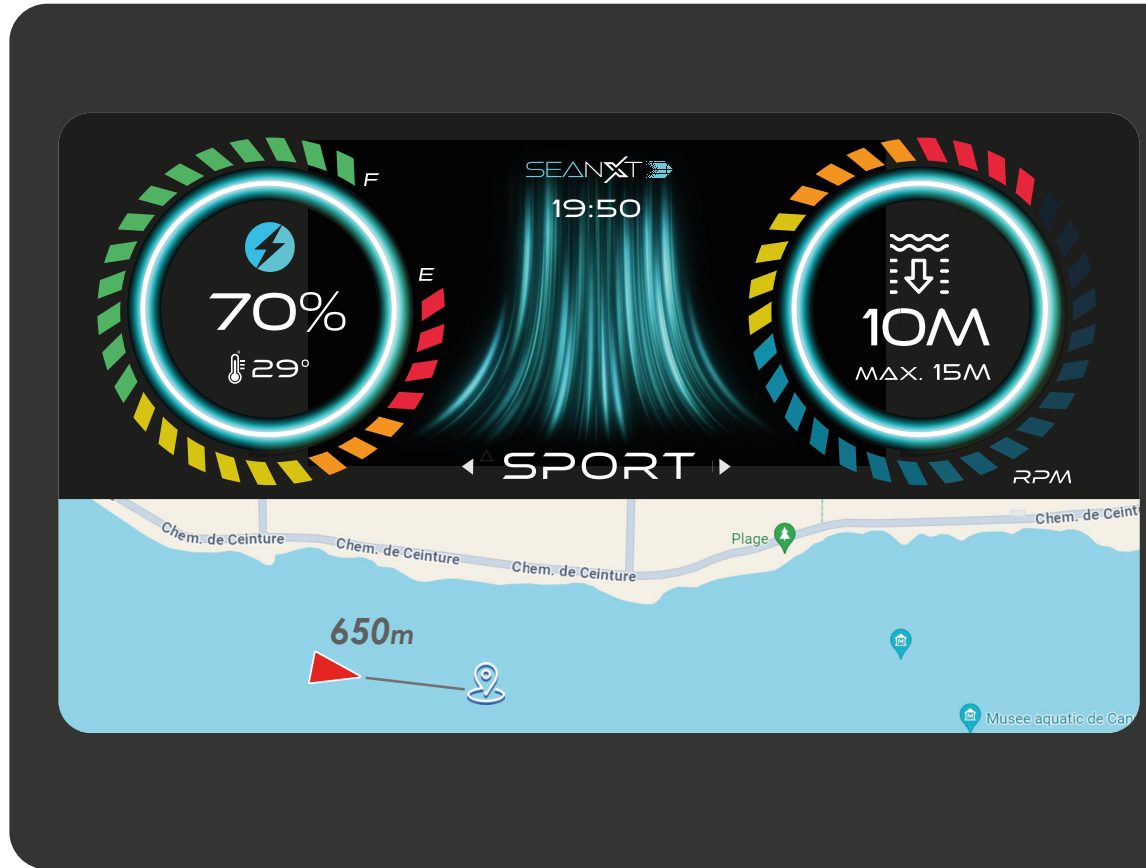 SEANXT
19:50
F
E
70%
29°
10M
MAX. 15M
RPM
SPORT
Chem. de Ceinture
Chem. de Ceinture
Chem. de Ceinture
Plage
Chem. de Ceint
650m
M
M
Musee aquatic de Can